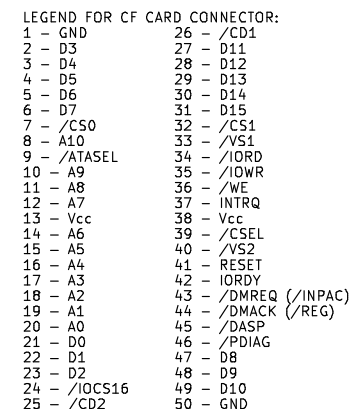 LEGEND FOR CF CARD CONNECTOR:
1 – GND 26 – /CD1
2 – D3 27 – D11
3 – D4 28 – D12
4 – D5 29 – D13
5 – D6 30 – D14
6 – D7 31 – D15
7 – /CS0 32 – /CS1
8 – A10 33 – /VS1
9 – /ATASEL 34 – /IORD
10 – A9 35 – /IOWR
11 – A8 36 – /WE
12 – A7 37 – INTRQ
13 – Vcc 38 – Vcc
14 – A6 39 – /CSEL
15 – A5 40 – /VS2
16 – A4 41 – RESET
17 – A3 42 – IORDY
18 – A2 43 – /DMREQ (/INPAC)
19 – A1 44 – /DMACK (/REG)
20 – A0 45 – /DASP
21 – D0 46 – /PDIAG
22 – D1 47 – D8
23 – D2 48 – D9
24 – /IOCS16 49 – D10
25 – /CD2 50 – GND